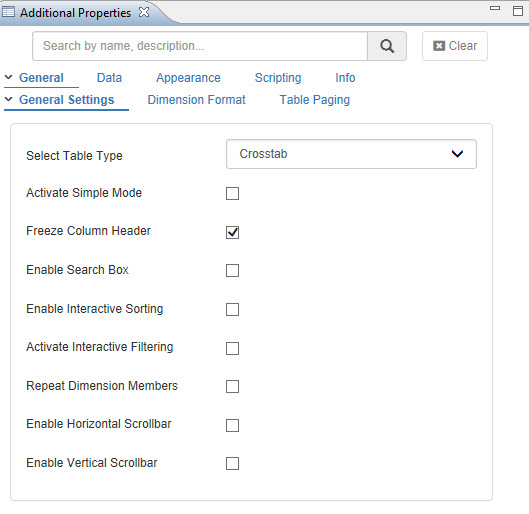 Additional Properties
Search by name, description...
Clear
General Data Appearance Scripting Info
General Settings Dimension Format Table Paging
Select Table Type Crosstab
Activate Simple Mode
Freeze Column Header
Enable Search Box
Enable Interactive Sorting
Activate Interactive Filtering
Repeat Dimension Members
Enable Horizontal Scrollbar
Enable Vertical Scrollbar